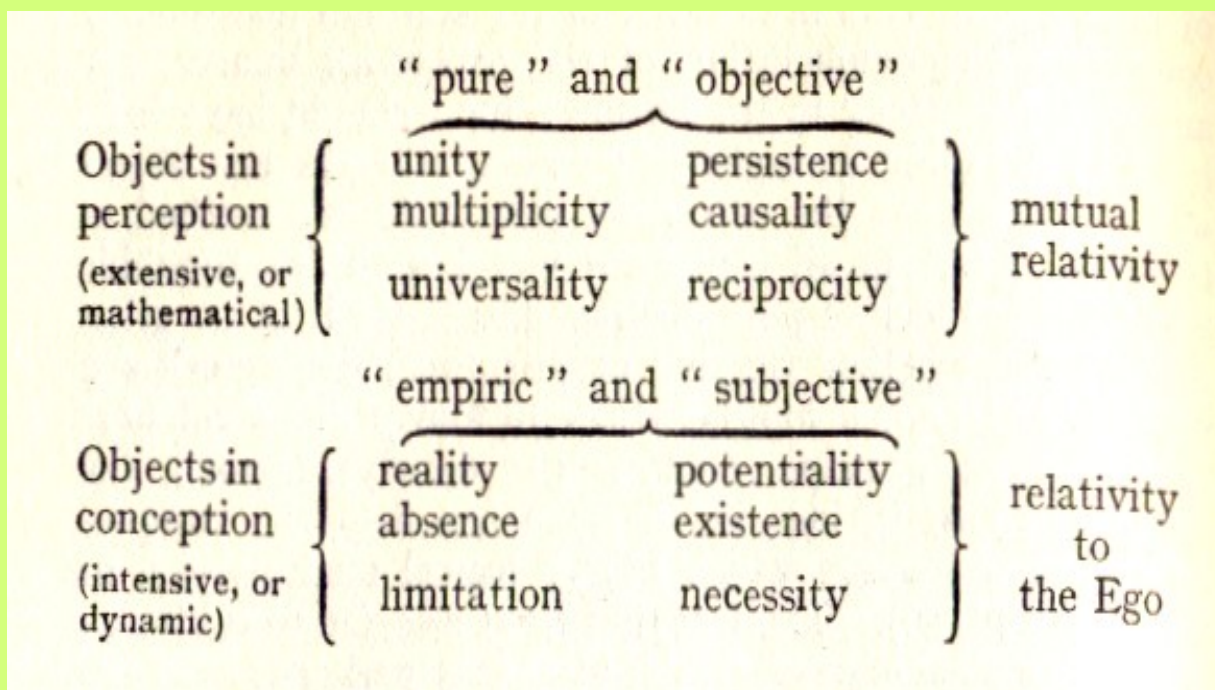 “ pure ” and “ objective ”
Objects in unity persistence
perception multiplicity causality mutual
relativity
(extensive, or universality reciprocity
mathematical)
“ empiric ” and “ subjective ”
Objects in reality potentiality relativity
conception absence existence to
(intensive, or limitation necessity the Ego
dynamic)